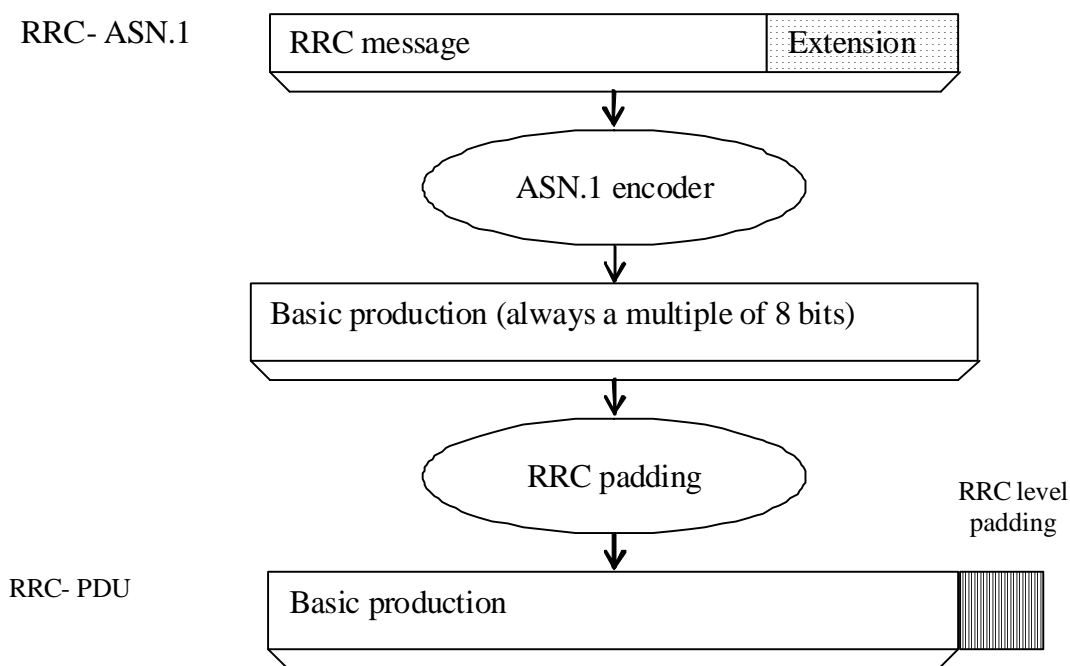 RRC- ASN.1
RRC message
Extension
ASN.1 encoder
Basic production (always a multiple of 8 bits)
RRC padding
RRC level
padding
RRC- PDU
Basic production